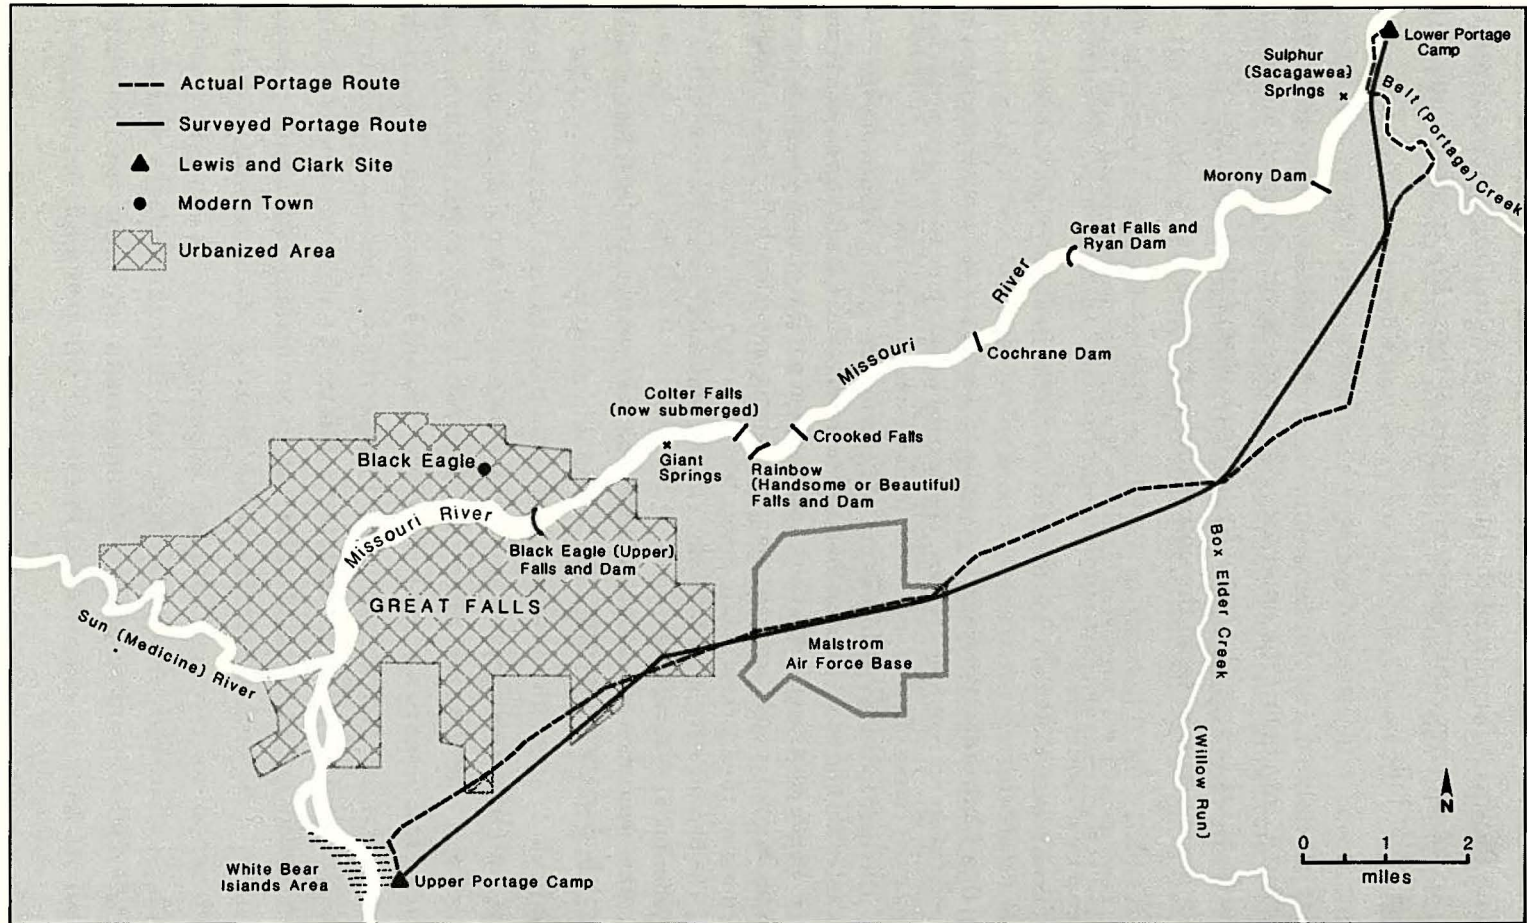 Actual Portage Route
Surveyed Portage Route
Lewis and Clark Site
Modern Town
Urbanized Area
Lower Portage
Camp
Sulphur
(Sacagawea)
Springs
Belt (Portage) Creek
Morony Dam
Great Falls and
Ryan Dam
River
Missouri
Cochrane Dam
Colter Falls
(now submerged)
Crooked Falls
Giant
Springs
Rainbow
(Handsome or Beautiful)
Falls and Dam
Black Eagle
Missouri River
Black Eagle (Upper)
Falls and Dam
GREAT FALLS
Sun (Medicine) River
Malstrom
Air Force Base
Box Elder Creek
(Willow Run)
White Bear
Islands Area
Upper Portage Camp
N
0 1 2
miles